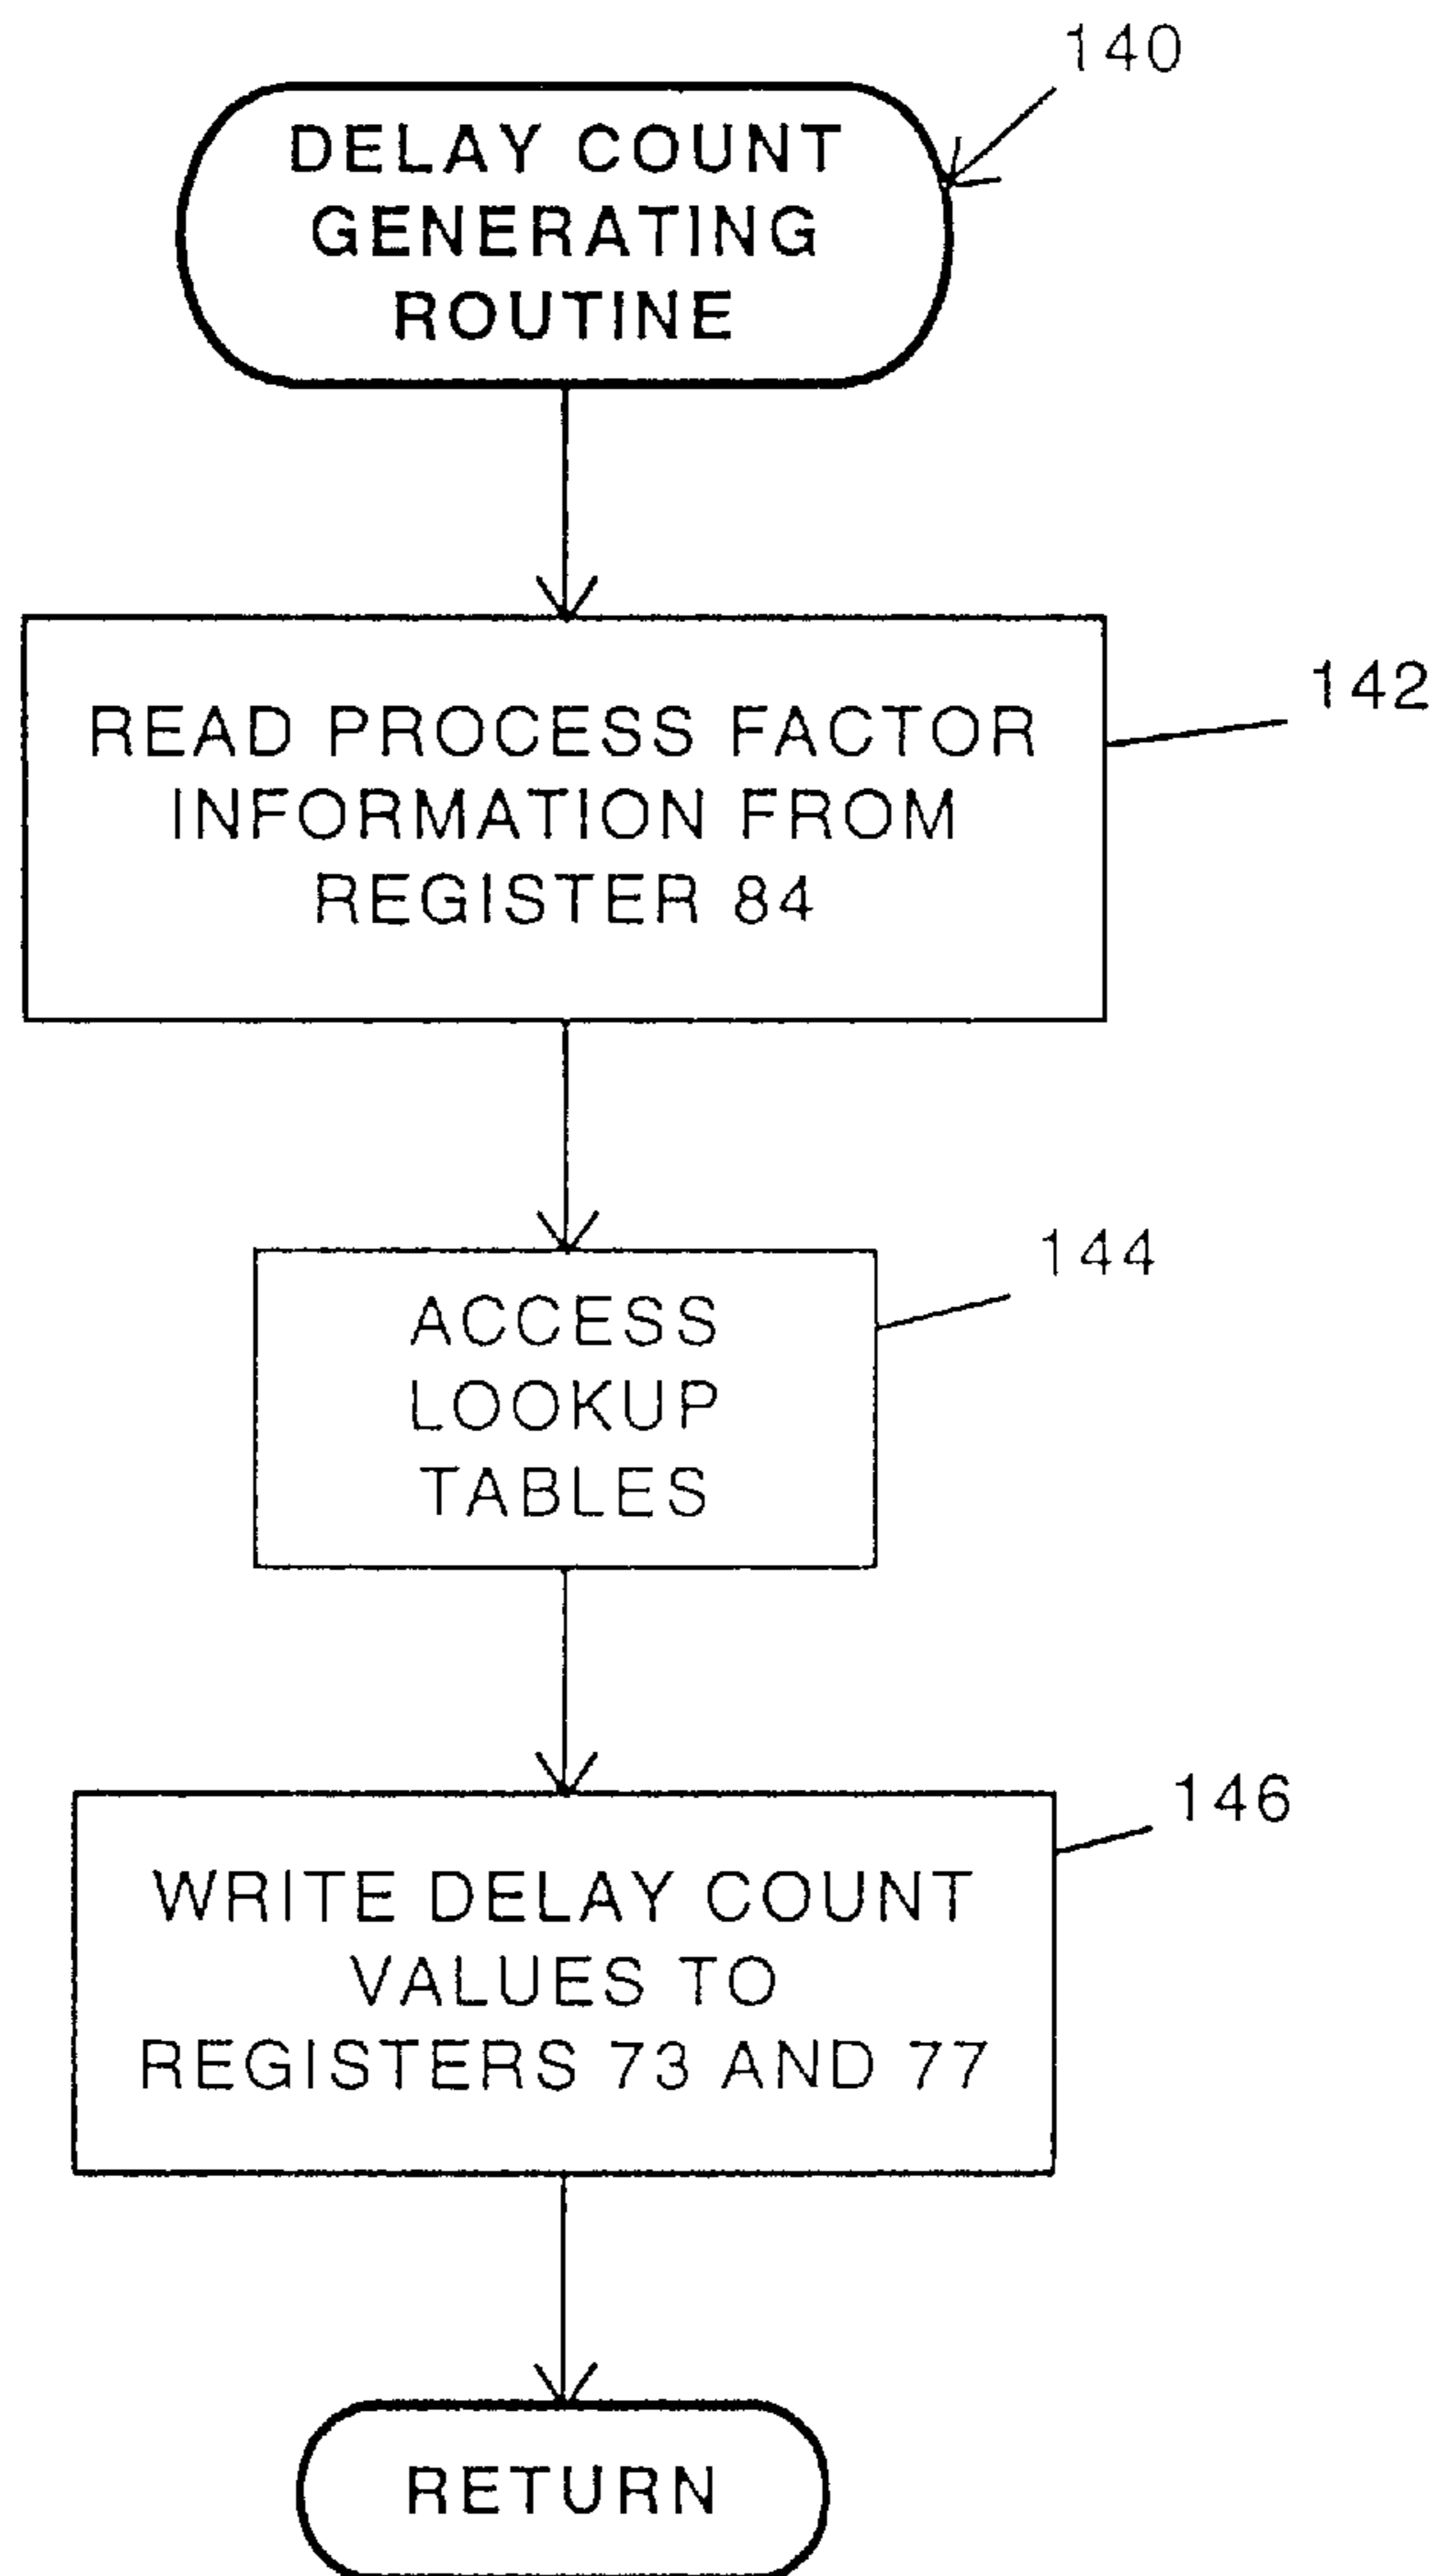 140
DELAY COUNT
GENERATING
ROUTINE
142
READ PROCESS FACTOR
INFORMATION FROM
REGISTER 84
144
ACCESS
LOOKUP
TABLES
146
WRITE DELAY COUNT
VALUES TO
REGISTERS 73 AND 77
RETURN